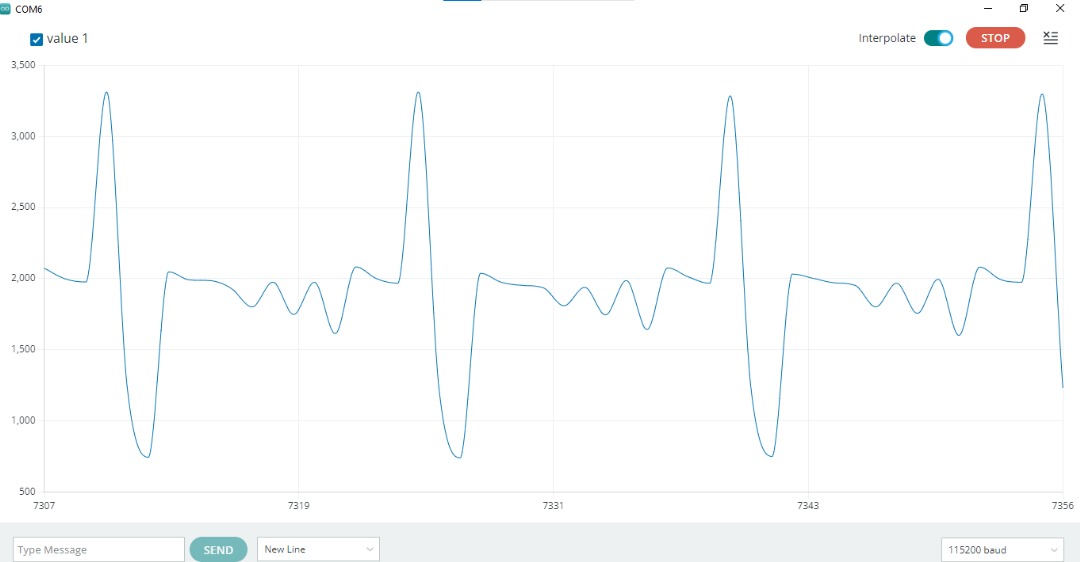 COM6
value 1
Interpolate
STOP
3,500
3,000
2,500
2,000
1,500
1,000
500
7307
7319
7331
7343
7356
Type Message
SEND
New Line
115200 baud